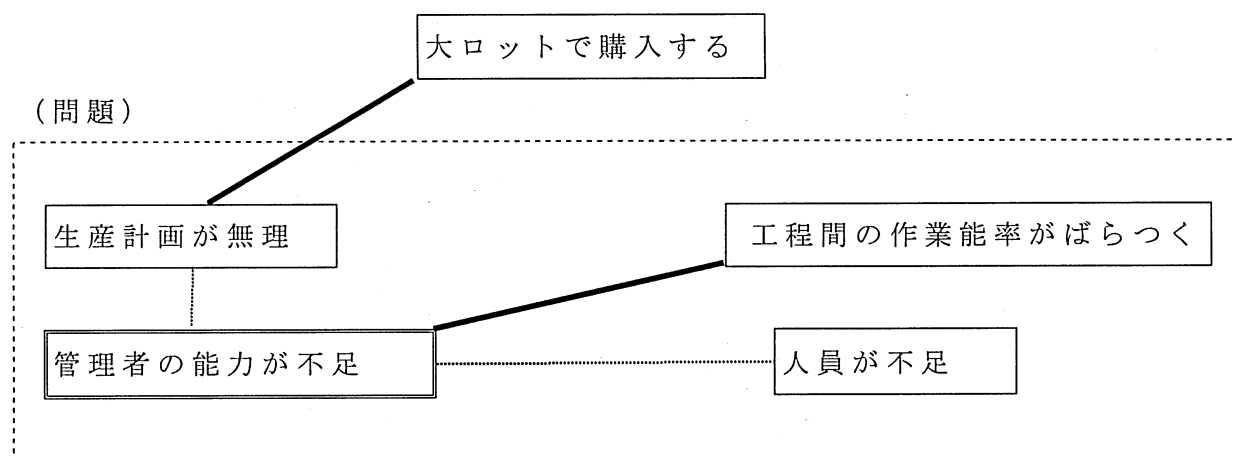 大ロットで購入する
(問題)
生産計画が無理
工程間の作業能率がばらつく
管理者の能力が不足
人員が不足